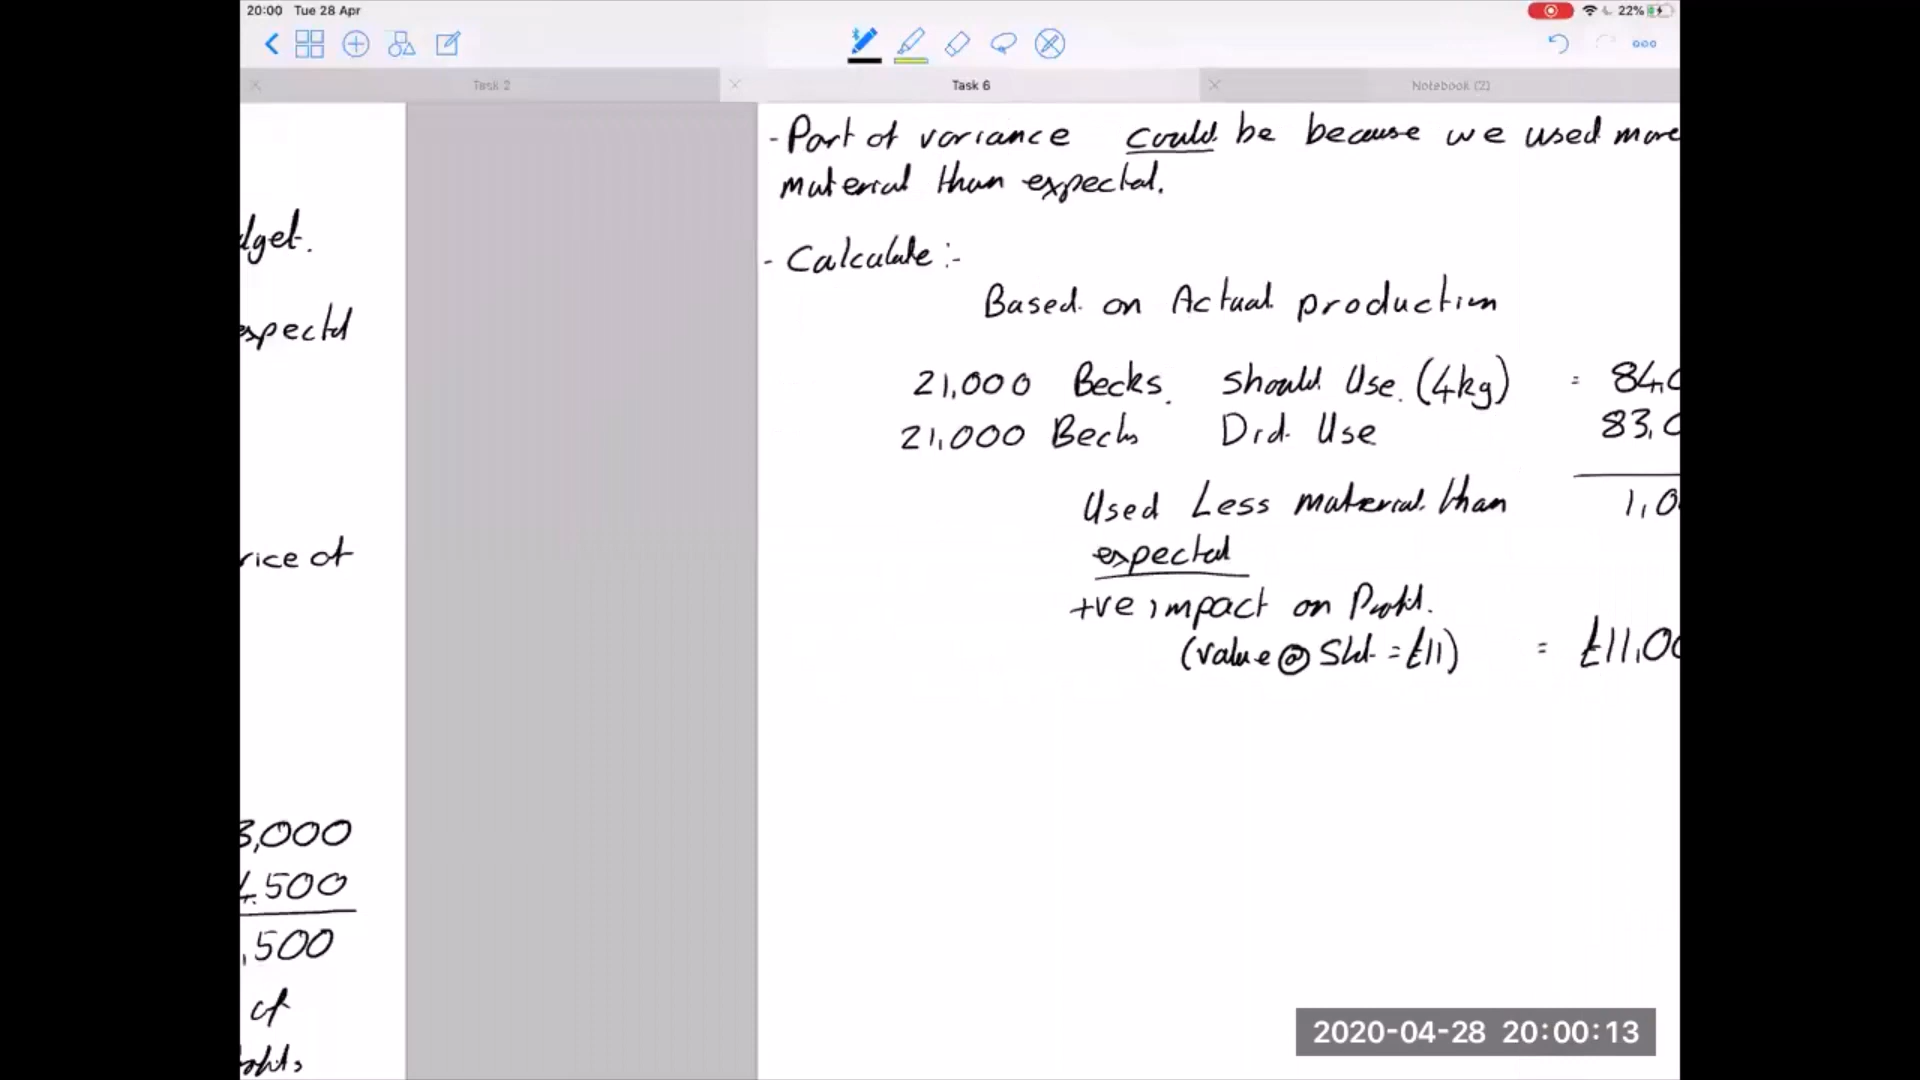 20:00 Tue 28 Apr
22%
Task 2
Task 6
Notebook (2)
dget.
expectd
rice of
3,000
4.500
,500
of
- Part of variance could be because we used more
material than expected.
- Calculate :-
Based on Actual production
21,000 Becks. Should Use. (4kg) = 84,0
21,000 Becks Did Use 83,0
Used Less material than 1,0
expected
+ve impact on Profit.
(value @ Std = £11) = £11,00
2020-04-28 20:00:13